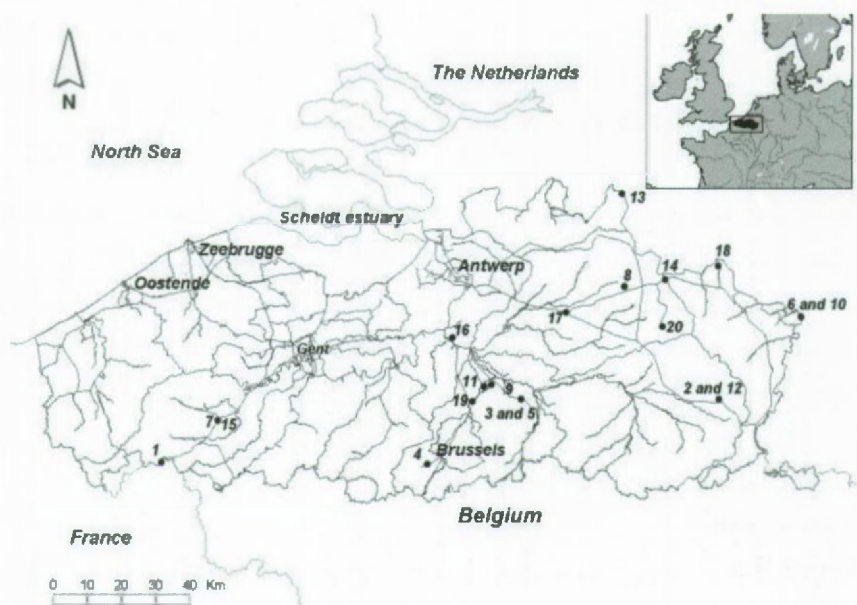 The Netherlands
N
North Sea
13
Scheldt estuary
Zeebrugge
Antwerp
18
Oostende
8
14
6 and 10
17
16
20
Gent
11
9
2 and 12
19
3 and 5
7
15
1
4
Brussels
Belgium
France
0 10 20 30 40 Km